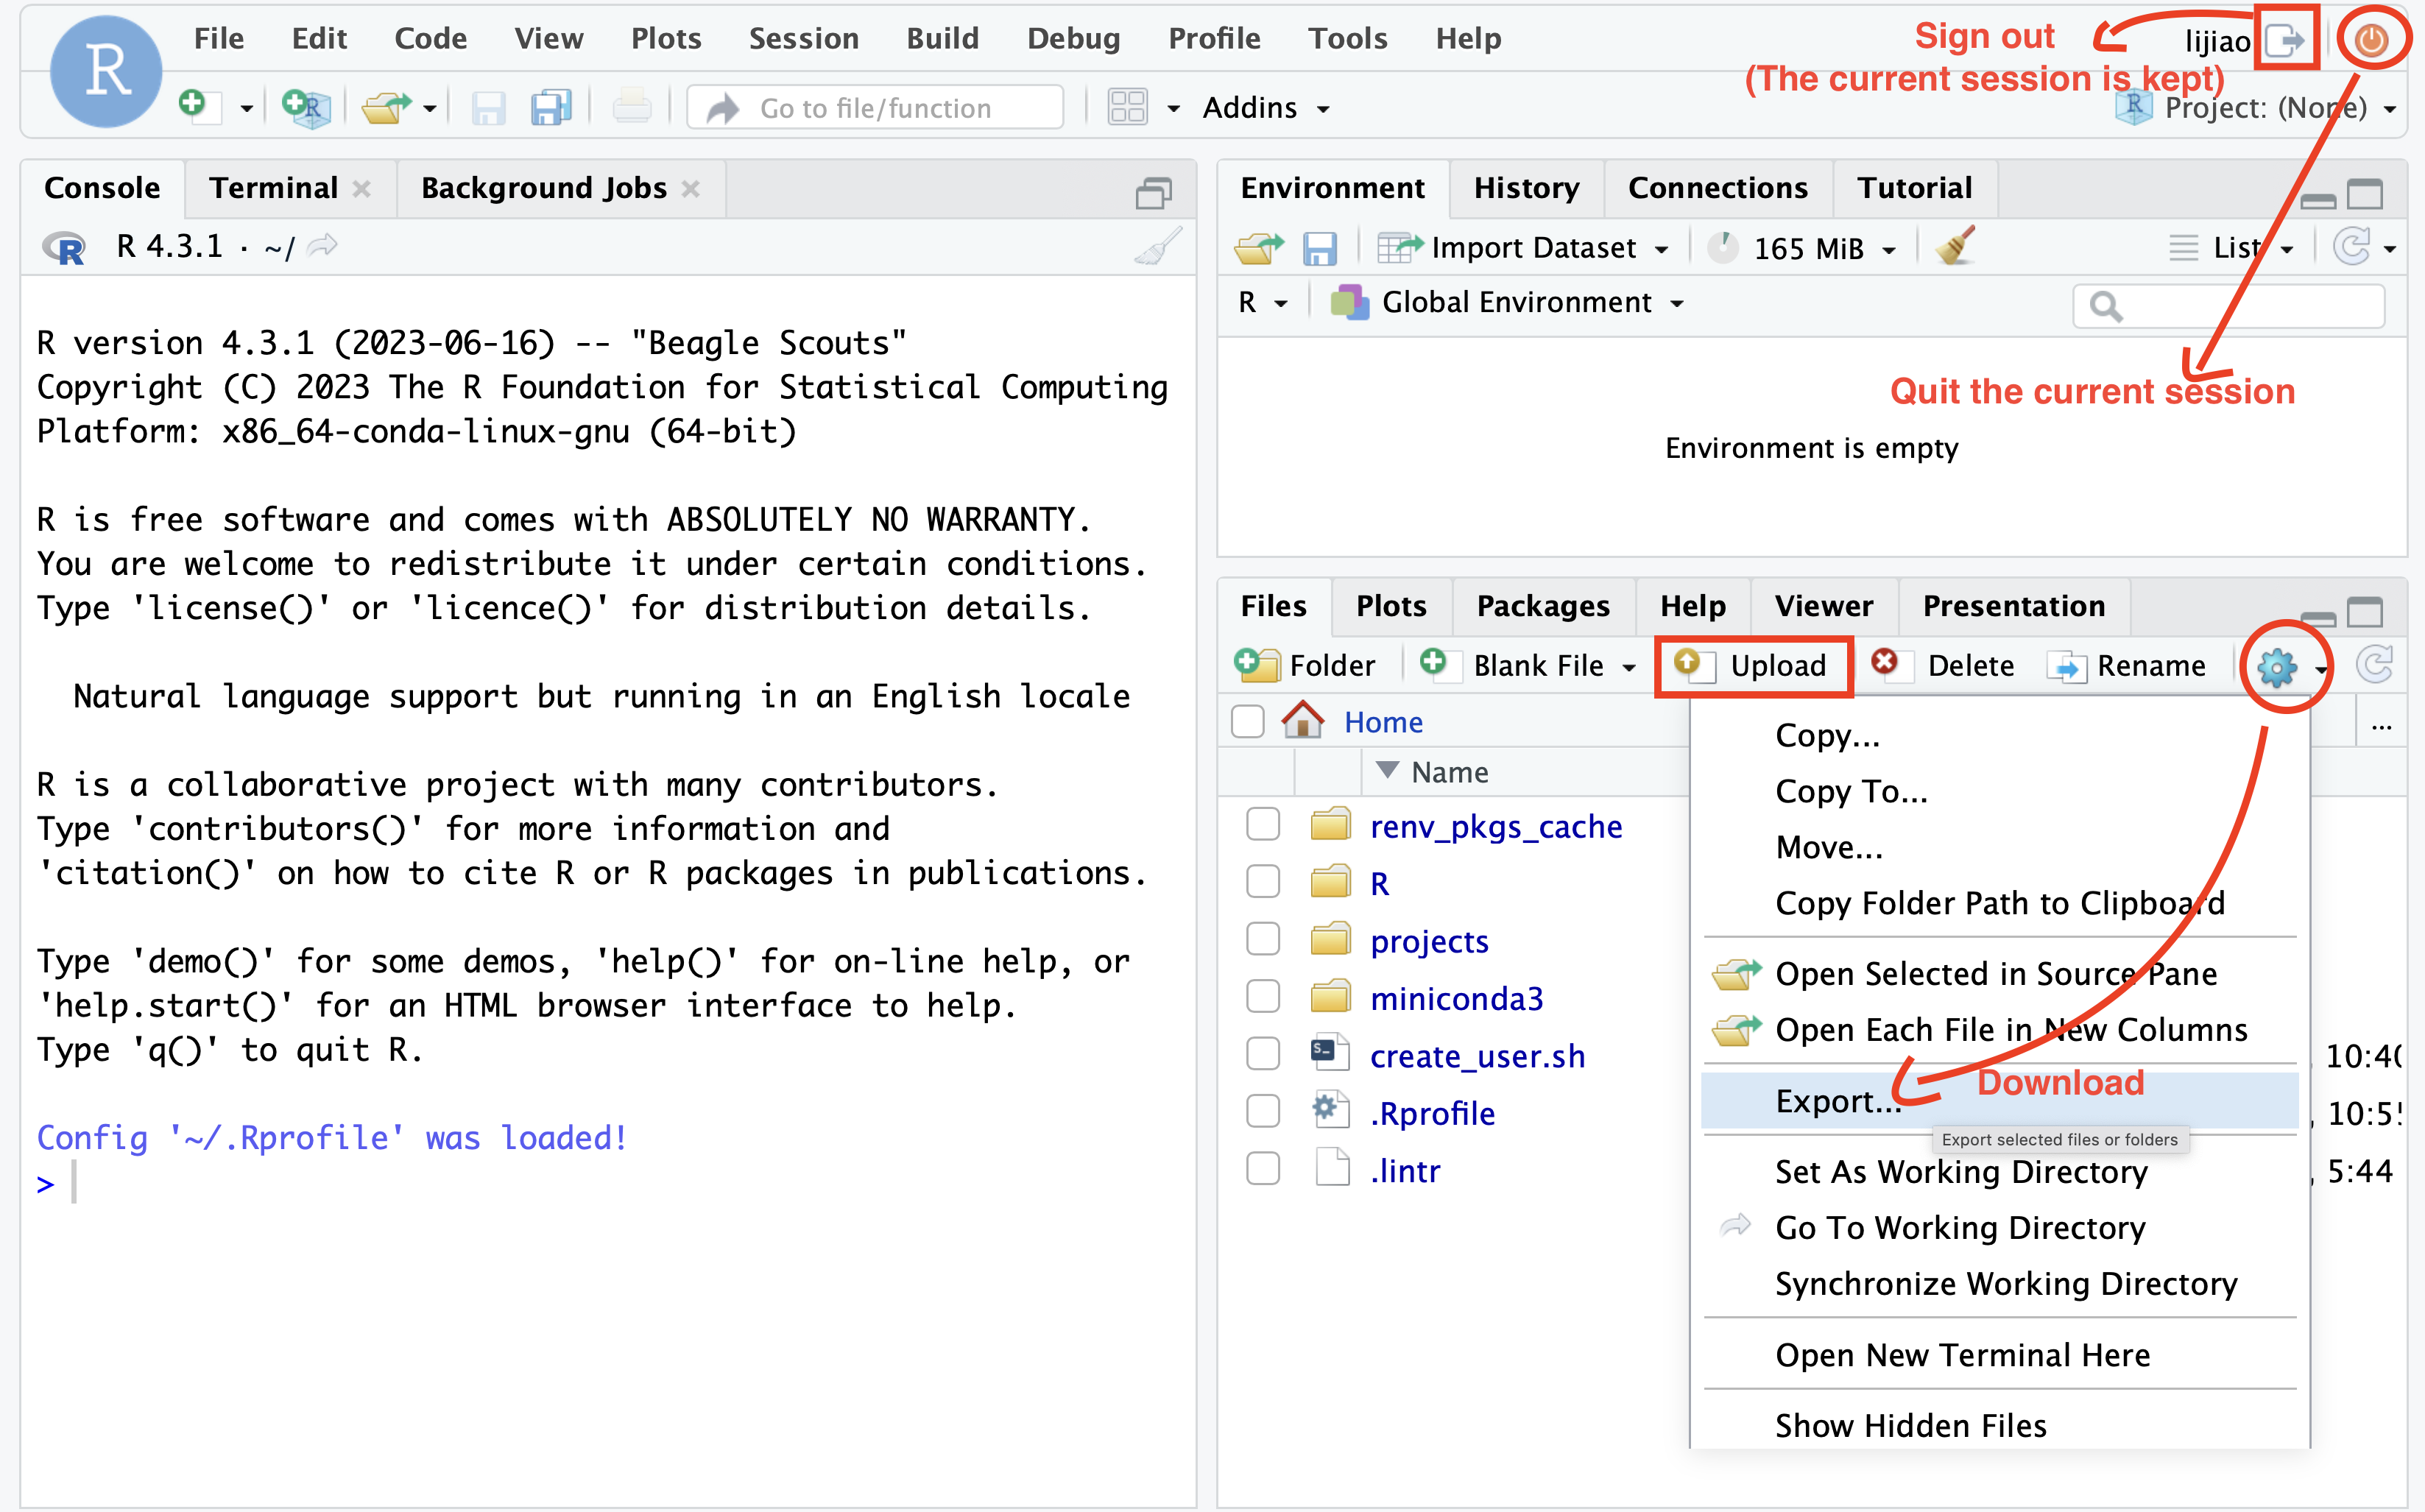 R
File Edit Code View Plots Session Build Debug Profile Tools Help
Sign out
lijiao
(The current session is kept)
R
Go to file/function
Addins
R
Project: (None)
Console Terminal Background Jobs
R R 4.3.1 · ~/
R version 4.3.1 (2023-06-16) -- "Beagle Scouts"
Copyright (C) 2023 The R Foundation for Statistical Computing
Platform: x86_64-conda-linux-gnu (64-bit)
R is free software and comes with ABSOLUTELY NO WARRANTY.
You are welcome to redistribute it under certain conditions.
Type 'license()' or 'licence()' for distribution details.
Natural language support but running in an English locale
R is a collaborative project with many contributors.
Type 'contributors()' for more information and
'citation()' on how to cite R or R packages in publications.
Type 'demo()' for some demos, 'help()' for on-line help, or
'help.start()' for an HTML browser interface to help.
Type 'q()' to quit R.
Config '~/.Rprofile' was loaded!
>
Environment History Connections Tutorial
Import Dataset 165 MiB List
R Global Environment
Quit the current session
Environment is empty
Files Plots Packages Help Viewer Presentation
Folder Blank File Upload Delete Rename
Home ...
Name
renv_pkgs_cache
R
projects
miniconda3
create_user.sh
.Rprofile
.lintr
Copy...
Copy To...
Move...
Copy Folder Path to Clipboard
Open Selected in Source Pane
Open Each File in New Columns
Export...
Download
Export selected files or folders
Set As Working Directory
Go To Working Directory
Synchronize Working Directory
Open New Terminal Here
Show Hidden Files
, 5:44